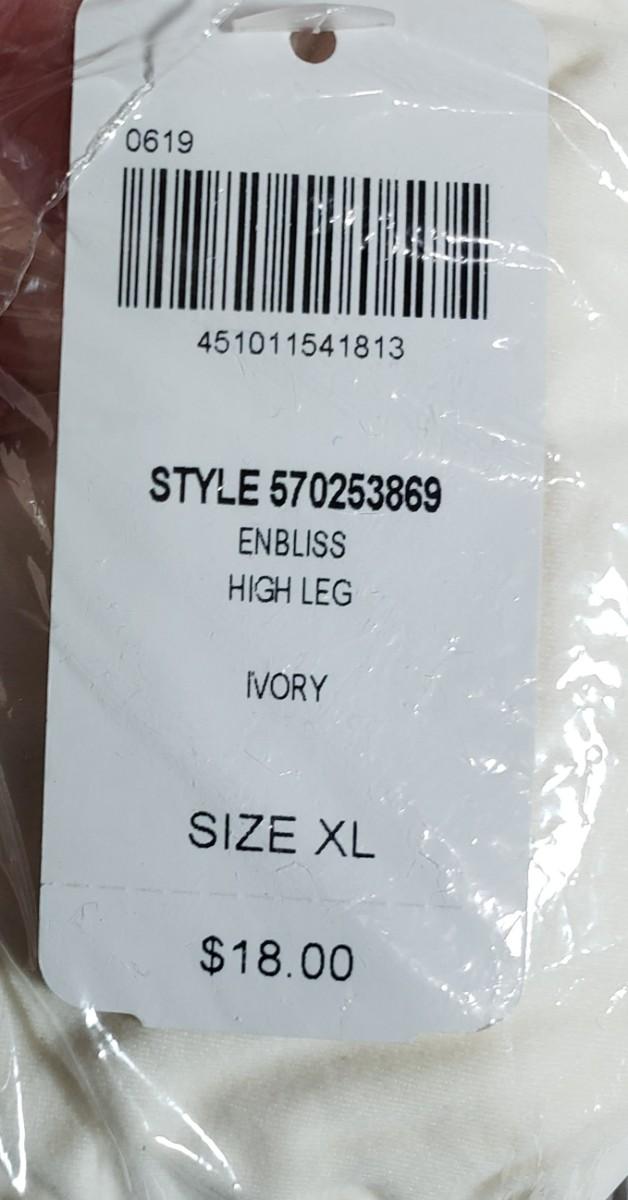 0619
451011541813
STYLE 570253869
ENBLISS
HIGH LEG
IVORY
SIZE XL
$18.00